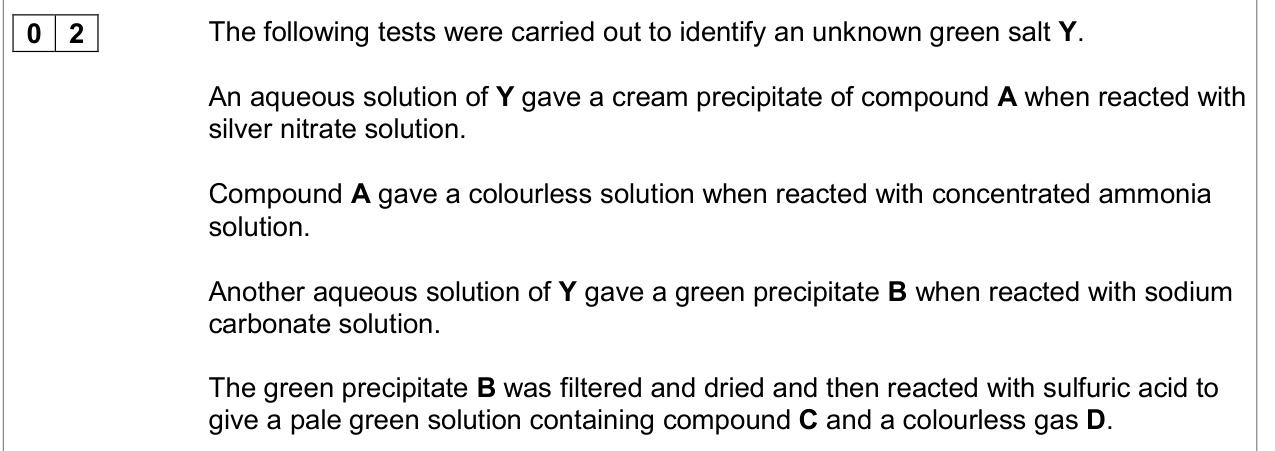 0 2 The following tests were carried out to identify an unknown green salt Y.
An aqueous solution of Y gave a cream precipitate of compound A when reacted with
silver nitrate solution.
Compound A gave a colourless solution when reacted with concentrated ammonia
solution.
Another aqueous solution of Y gave a green precipitate B when reacted with sodium
carbonate solution.
The green precipitate B was filtered and dried and then reacted with sulfuric acid to
give a pale green solution containing compound C and a colourless gas D.